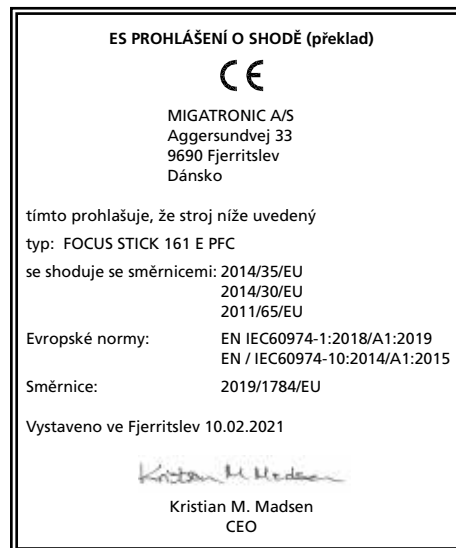 ES PROHLÁŠENÍ O SHODĚ (překlad)
CE
MIGATRONIC A/S
Aggersundvej 33
9690 Fjerritslev
Dánsko
tímto prohlašuje, že stroj níže uvedený
typ: FOCUS STICK 161 E PFC
se shoduje se směrnicemi: 2014/35/EU
2014/30/EU
2011/65/EU
Evropské normy: EN IEC60974-1:2018/A1:2019
EN / IEC60974-10:2014/A1:2015
Směrnice: 2019/1784/EU
Vystaveno ve Fjerritslev 10.02.2021
Kristian M Madsen
Kristian M. Madsen
CEO